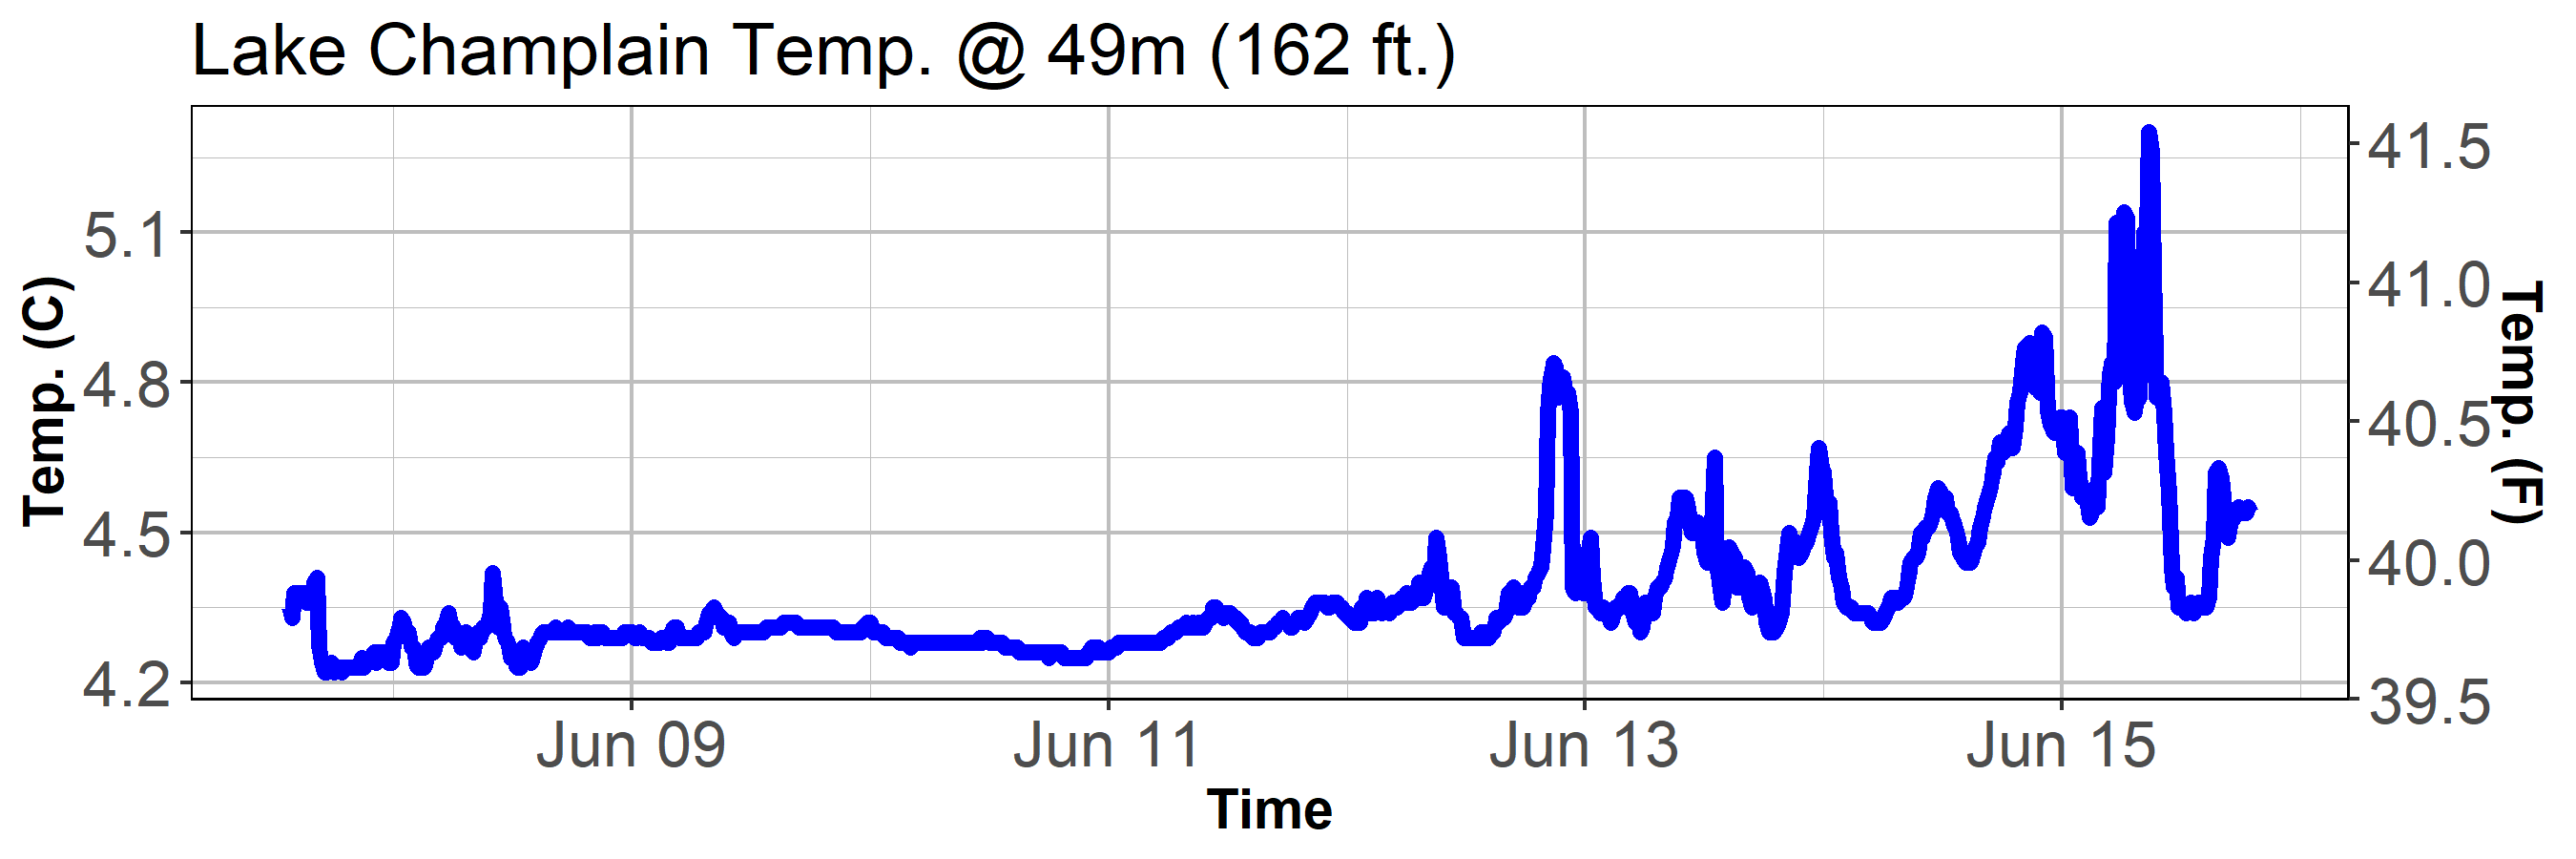 Lake Champlain Temp. @ 49m (162 ft.)
Temp. (C)
5.1
4.8
4.5
4.2
41.5
41.0
40.5
40.0
39.5
Temp. (F)
Jun 09
Jun 11
Jun 13
Jun 15
Time